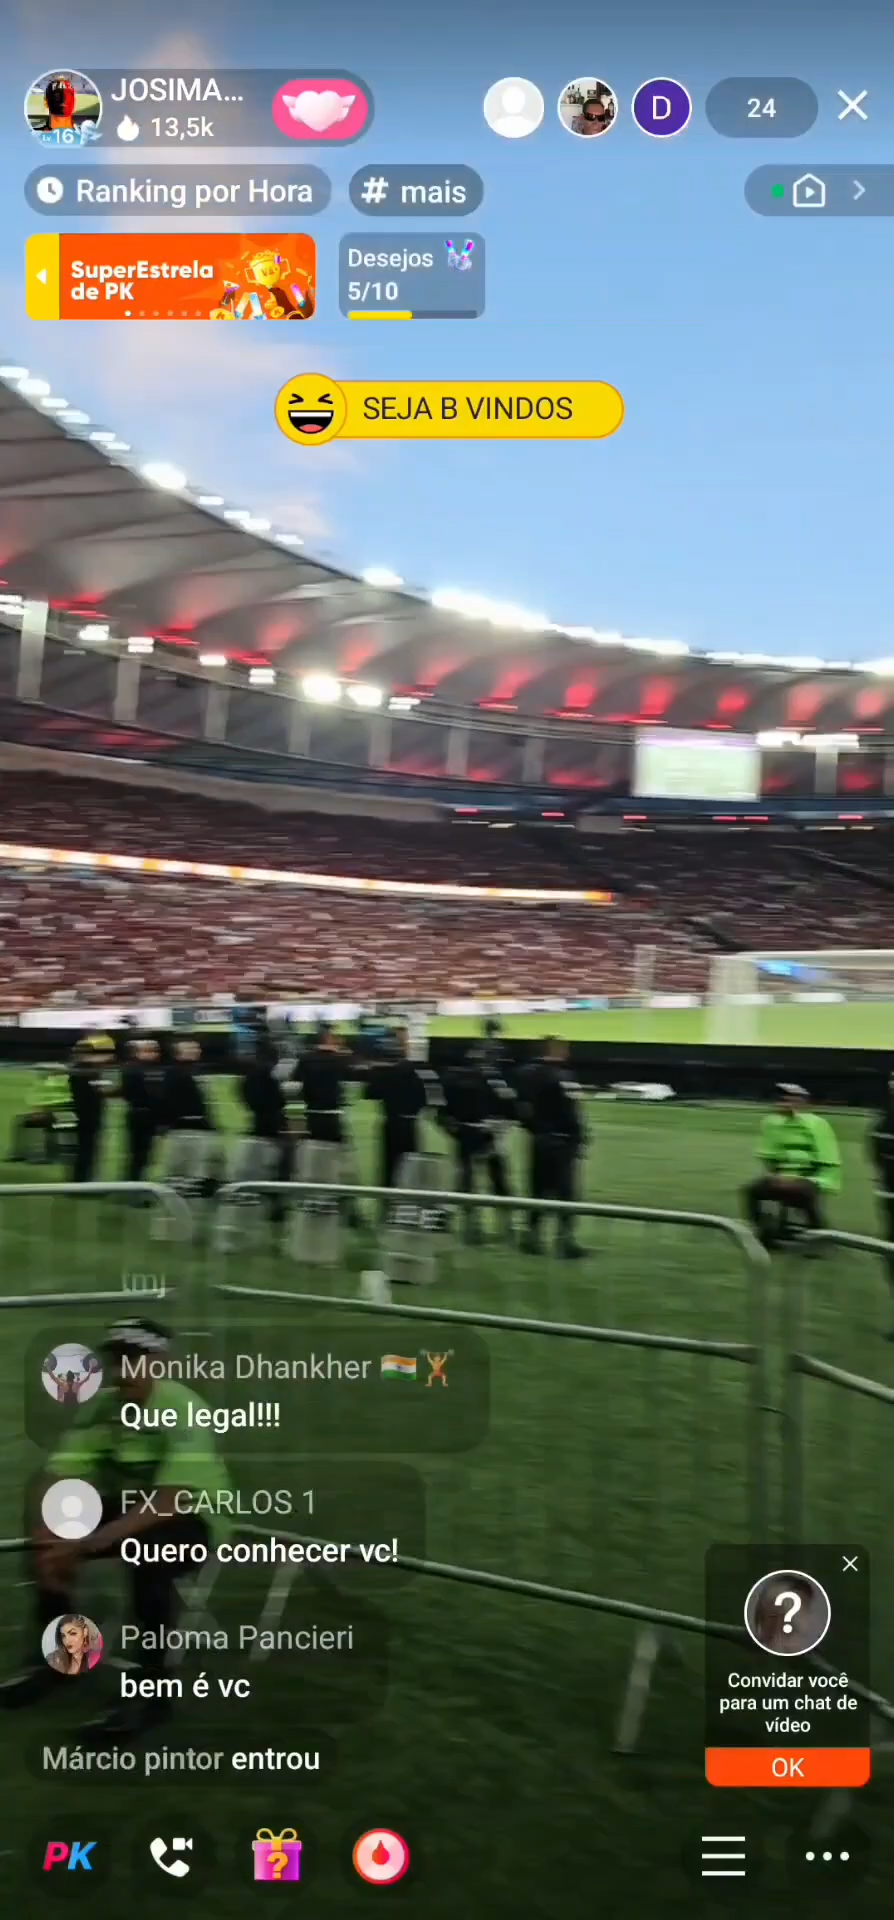 JOSIMA...
13,5k
D
24
Lv.16
Ranking por Hora
# mais
SuperEstrela
de PK
Desejos
5/10
SEJA B VINDOS
tmj
Monika Dhankher 🇮🇳🏋
Que legal!!!
FX_CARLOS 1
Quero conhecer vc!
Paloma Pancieri
bem é vc
Márcio pintor entrou
?
Convidar você
para um chat de
vídeo
OK
PK
?